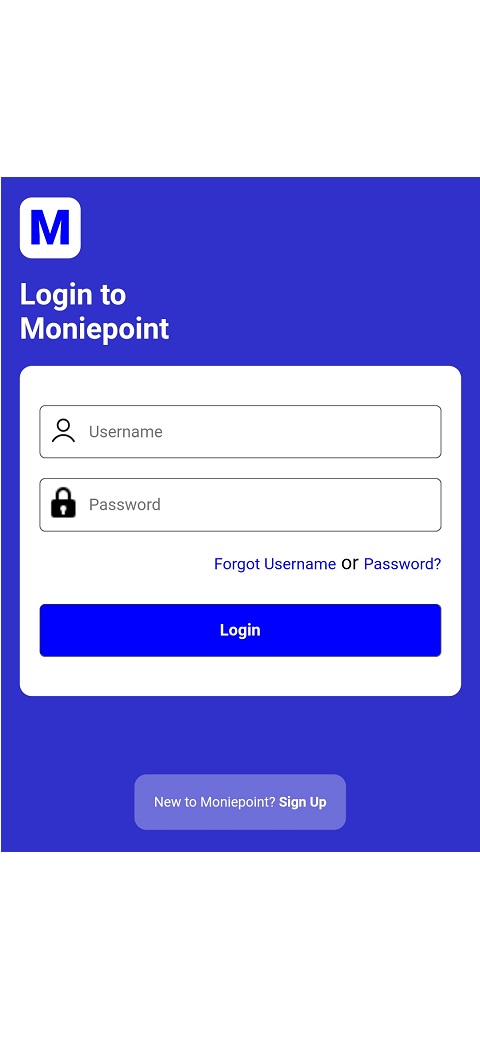 M
Login to
Moniepoint
Username
Password
Forgot Username or Password?
Login
New to Moniepoint? Sign Up